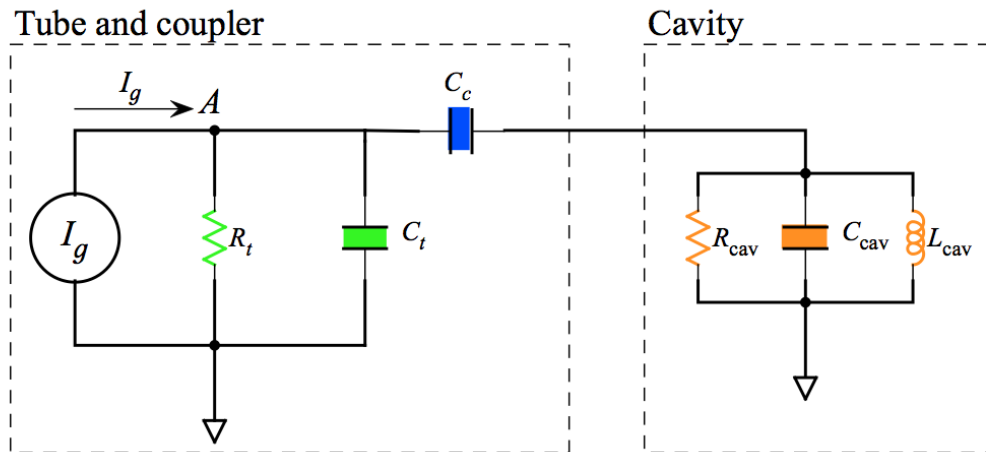 Tube and coupler
Cavity
I_g
A
C_c
I_g
R_t
C_t
R_cav
C_cav
L_cav